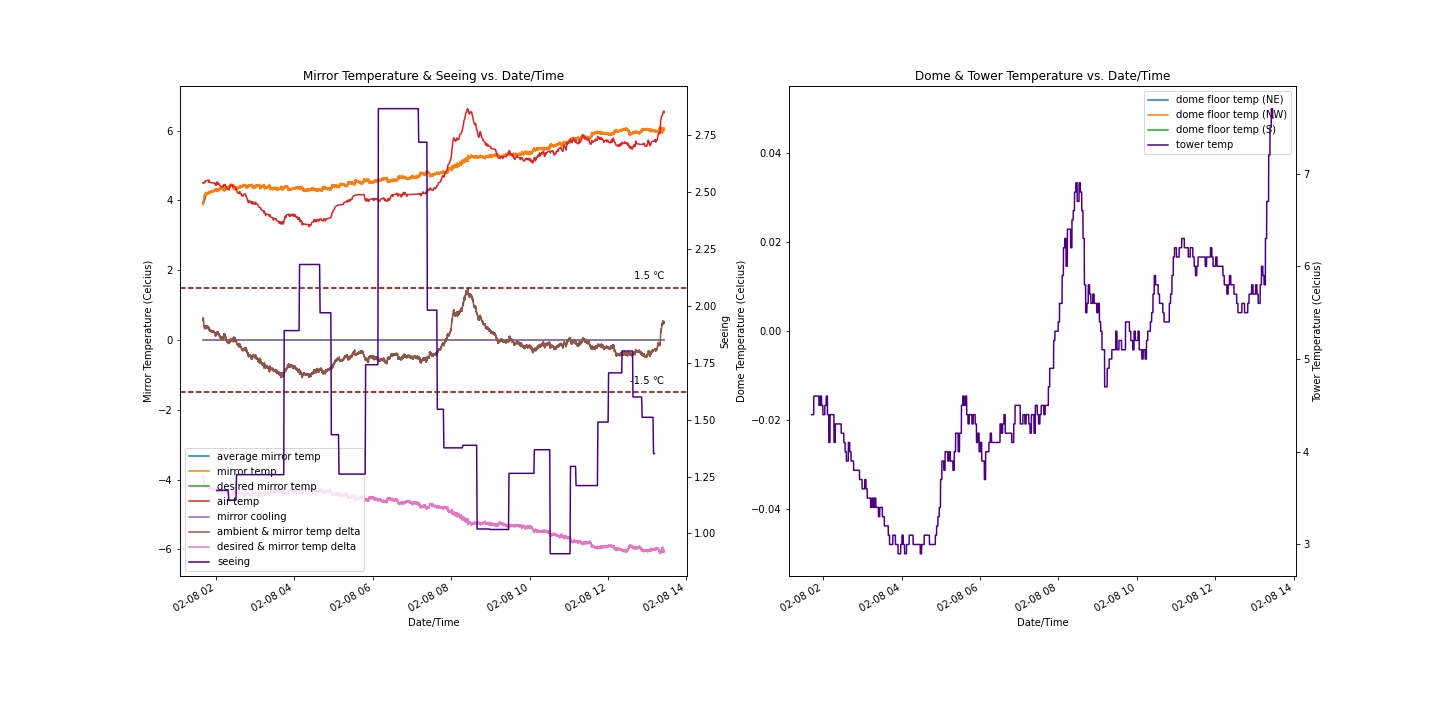 Mirror Temperature & Seeing vs. Date/Time
Mirror Temperature (Celcius)
6
4
2
0
−2
−4
−6
1.5 °C
-1.5 °C
average mirror temp
mirror temp
desired mirror temp
air temp
mirror cooling
ambient & mirror temp delta
desired & mirror temp delta
seeing
2.75
2.50
2.25
2.00
1.75
1.50
1.25
1.00
Seeing
02-08 02
02-08 04
02-08 06
02-08 08
02-08 10
02-08 12
02-08 14
Date/Time
Dome & Tower Temperature vs. Date/Time
Dome Temperature (Celcius)
0.04
0.02
0.00
−0.02
−0.04
dome floor temp (NE)
dome floor temp (NW)
dome floor temp (S)
tower temp
7
6
5
4
3
Tower Temperature (Celcius)
02-08 02
02-08 04
02-08 06
02-08 08
02-08 10
02-08 12
02-08 14
Date/Time